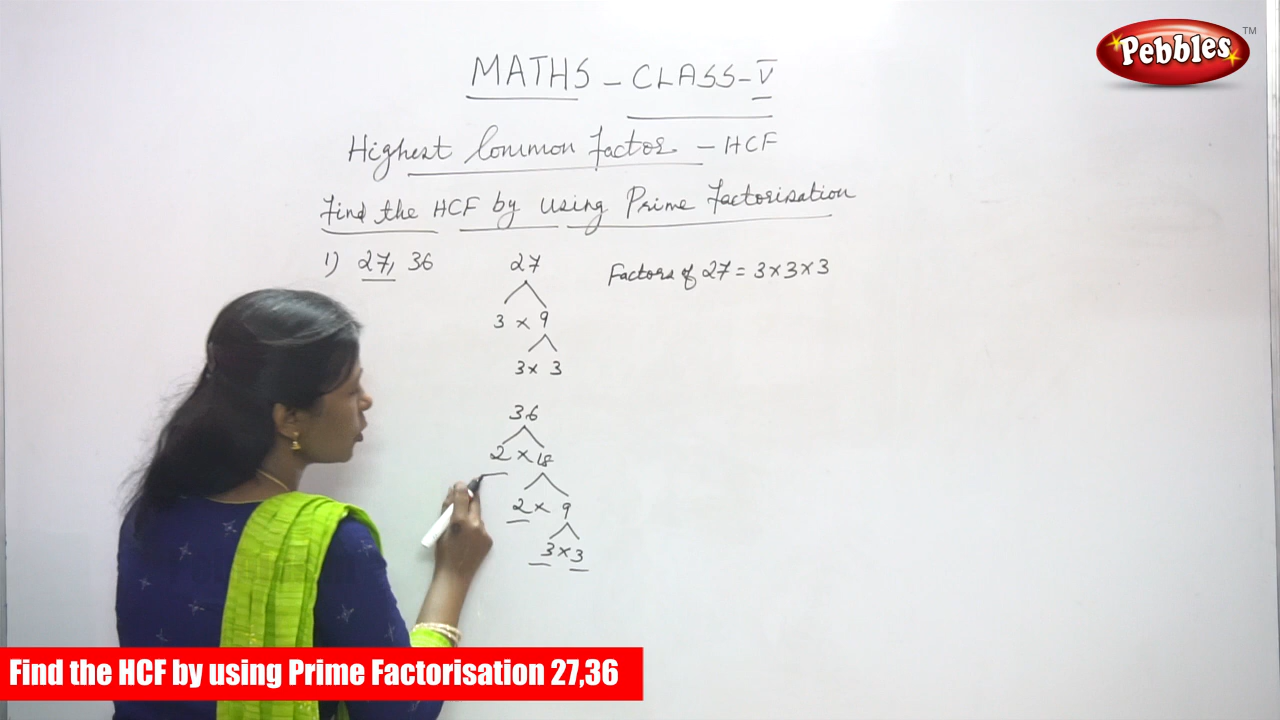 Pebbles TM
MATHS - CLASS - V
Highest Common Factor - HCF
Find the HCF by using Prime Factorisation
1) 27, 36
27
3 × 9
3 × 3
Factors of 27 = 3 × 3 × 3
36
2 × 18
2 × 9
3 × 3
Find the HCF by using Prime Factorisation 27,36